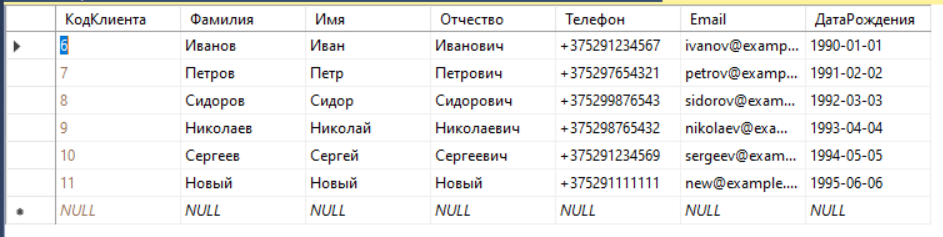 КодКлиента Фамилия Имя Отчество Телефон Email ДатаРождения
6 Иванов Иван Иванович +375291234567 ivanov@examp... 1990-01-01
7 Петров Петр Петрович +375297654321 petrov@examp... 1991-02-02
8 Сидоров Сидор Сидорович +375299876543 sidorov@exam... 1992-03-03
9 Николаев Николай Николаевич +375298765432 nikolaev@exa... 1993-04-04
10 Сергеев Сергей Сергеевич +375291234569 sergeev@exam... 1994-05-05
11 Новый Новый Новый +375291111111 new@example.... 1995-06-06
NULL NULL NULL NULL NULL NULL NULL